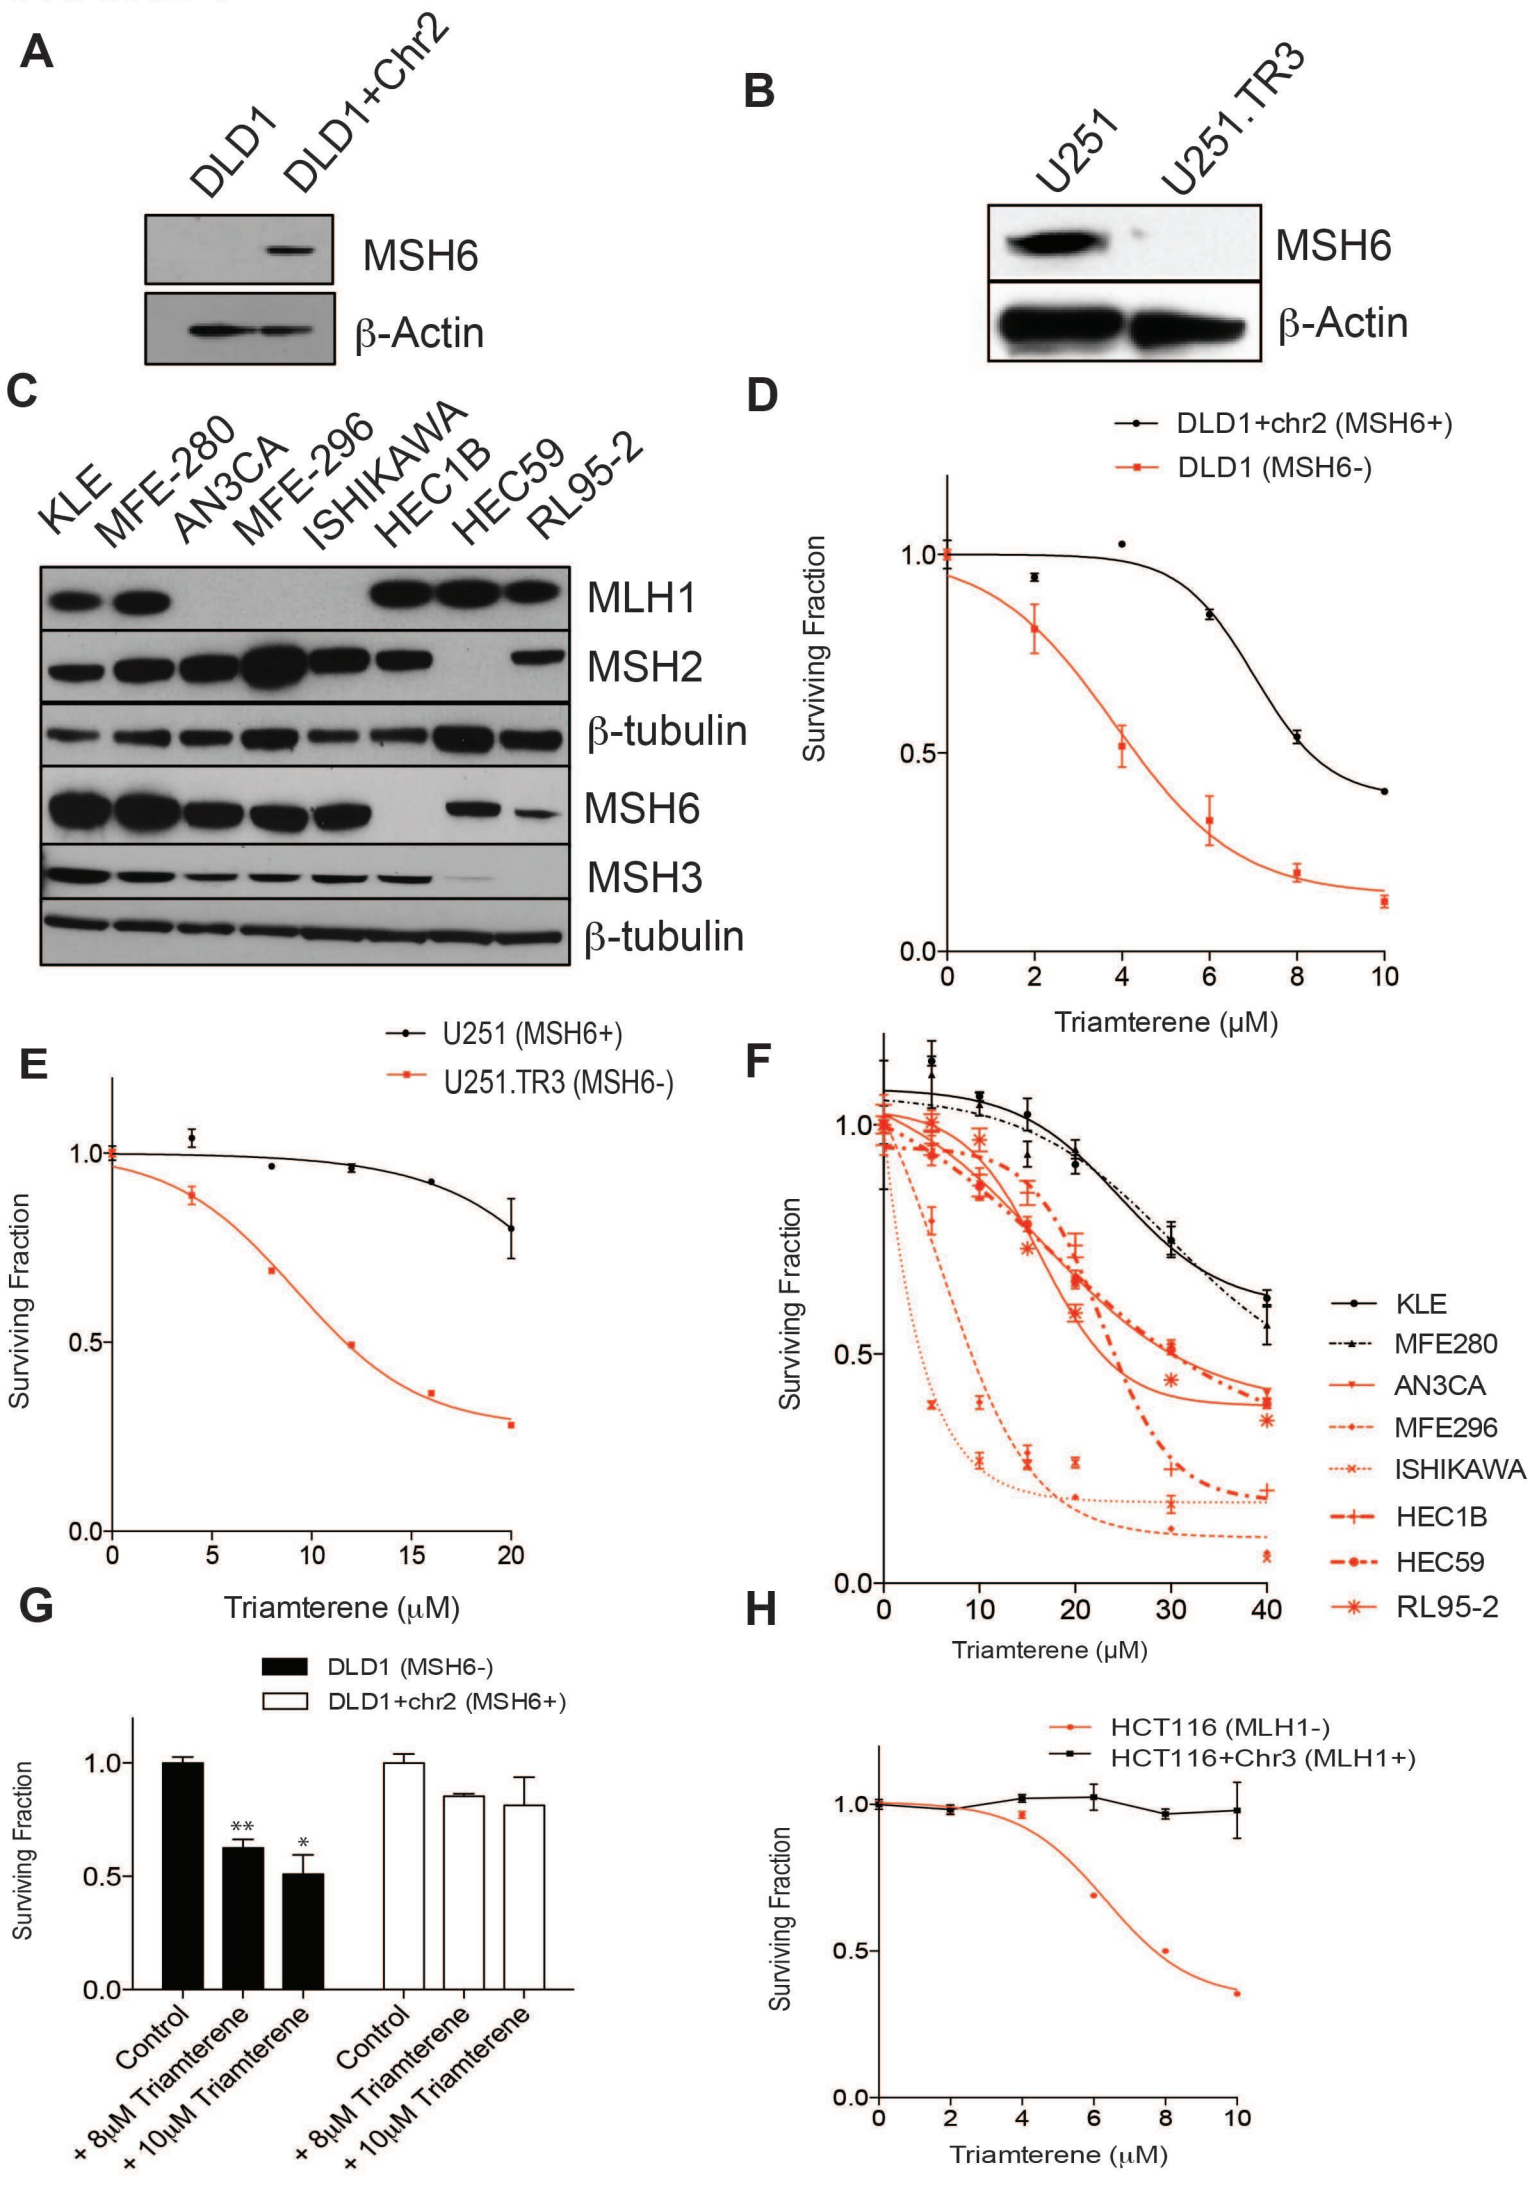 A
DLD1
DLD1+Chr2
MSH6
β-Actin
B
U251
U251.TR3
MSH6
β-Actin
C
KLE
MFE-280
AN3CA
MFE-296
ISHIKAWA
HEC1B
HEC59
RL95-2
MLH1
MSH2
β-tubulin
MSH6
MSH3
β-tubulin
D
DLD1+chr2 (MSH6+)
DLD1 (MSH6-)
Surviving Fraction
1.0
0.5
0.0
0 2 4 6 8 10
Triamterene (μM)
E
U251 (MSH6+)
U251.TR3 (MSH6-)
Surviving Fraction
1.0
0.5
0.0
0 5 10 15 20
Triamterene (μM)
F
Surviving Fraction
1.0
0.5
0.0
0 10 20 30 40
Triamterene (μM)
KLE
MFE280
AN3CA
MFE296
ISHIKAWA
HEC1B
HEC59
RL95-2
G
DLD1 (MSH6-)
DLD1+chr2 (MSH6+)
Surviving Fraction
1.0
0.5
0.0
** *
Control
+ 8μM Triamterene
+ 10μM Triamterene
Control
+ 8μM Triamterene
+ 10μM Triamterene
H
HCT116 (MLH1-)
HCT116+Chr3 (MLH1+)
Surviving Fraction
1.0
0.5
0.0
0 2 4 6 8 10
Triamterene (μM)